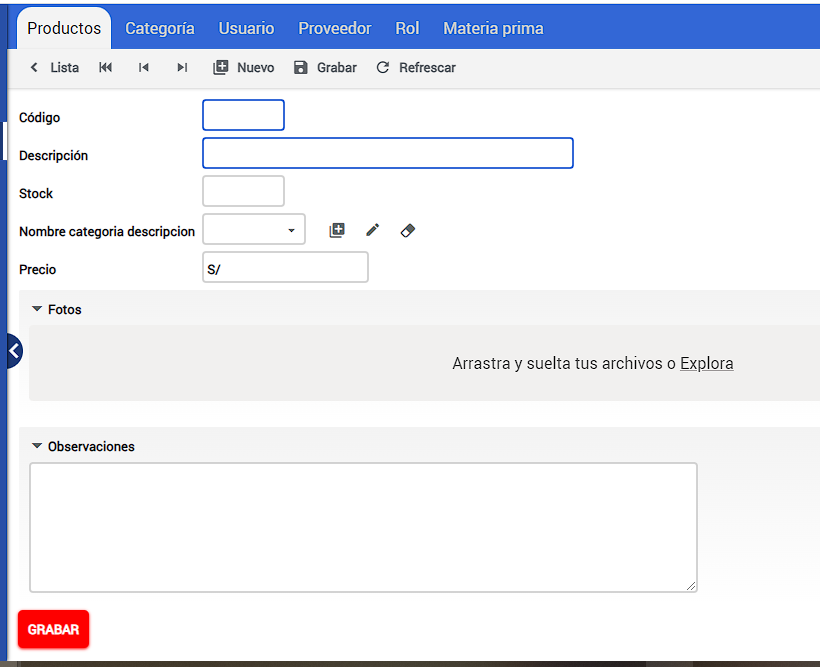 Productos Categoría Usuario Proveedor Rol Materia prima
Lista Nuevo Grabar Refrescar
Código
Descripción
Stock
Nombre categoria descripcion
Precio S/
Fotos
Arrastra y suelta tus archivos o Explora
Observaciones
GRABAR